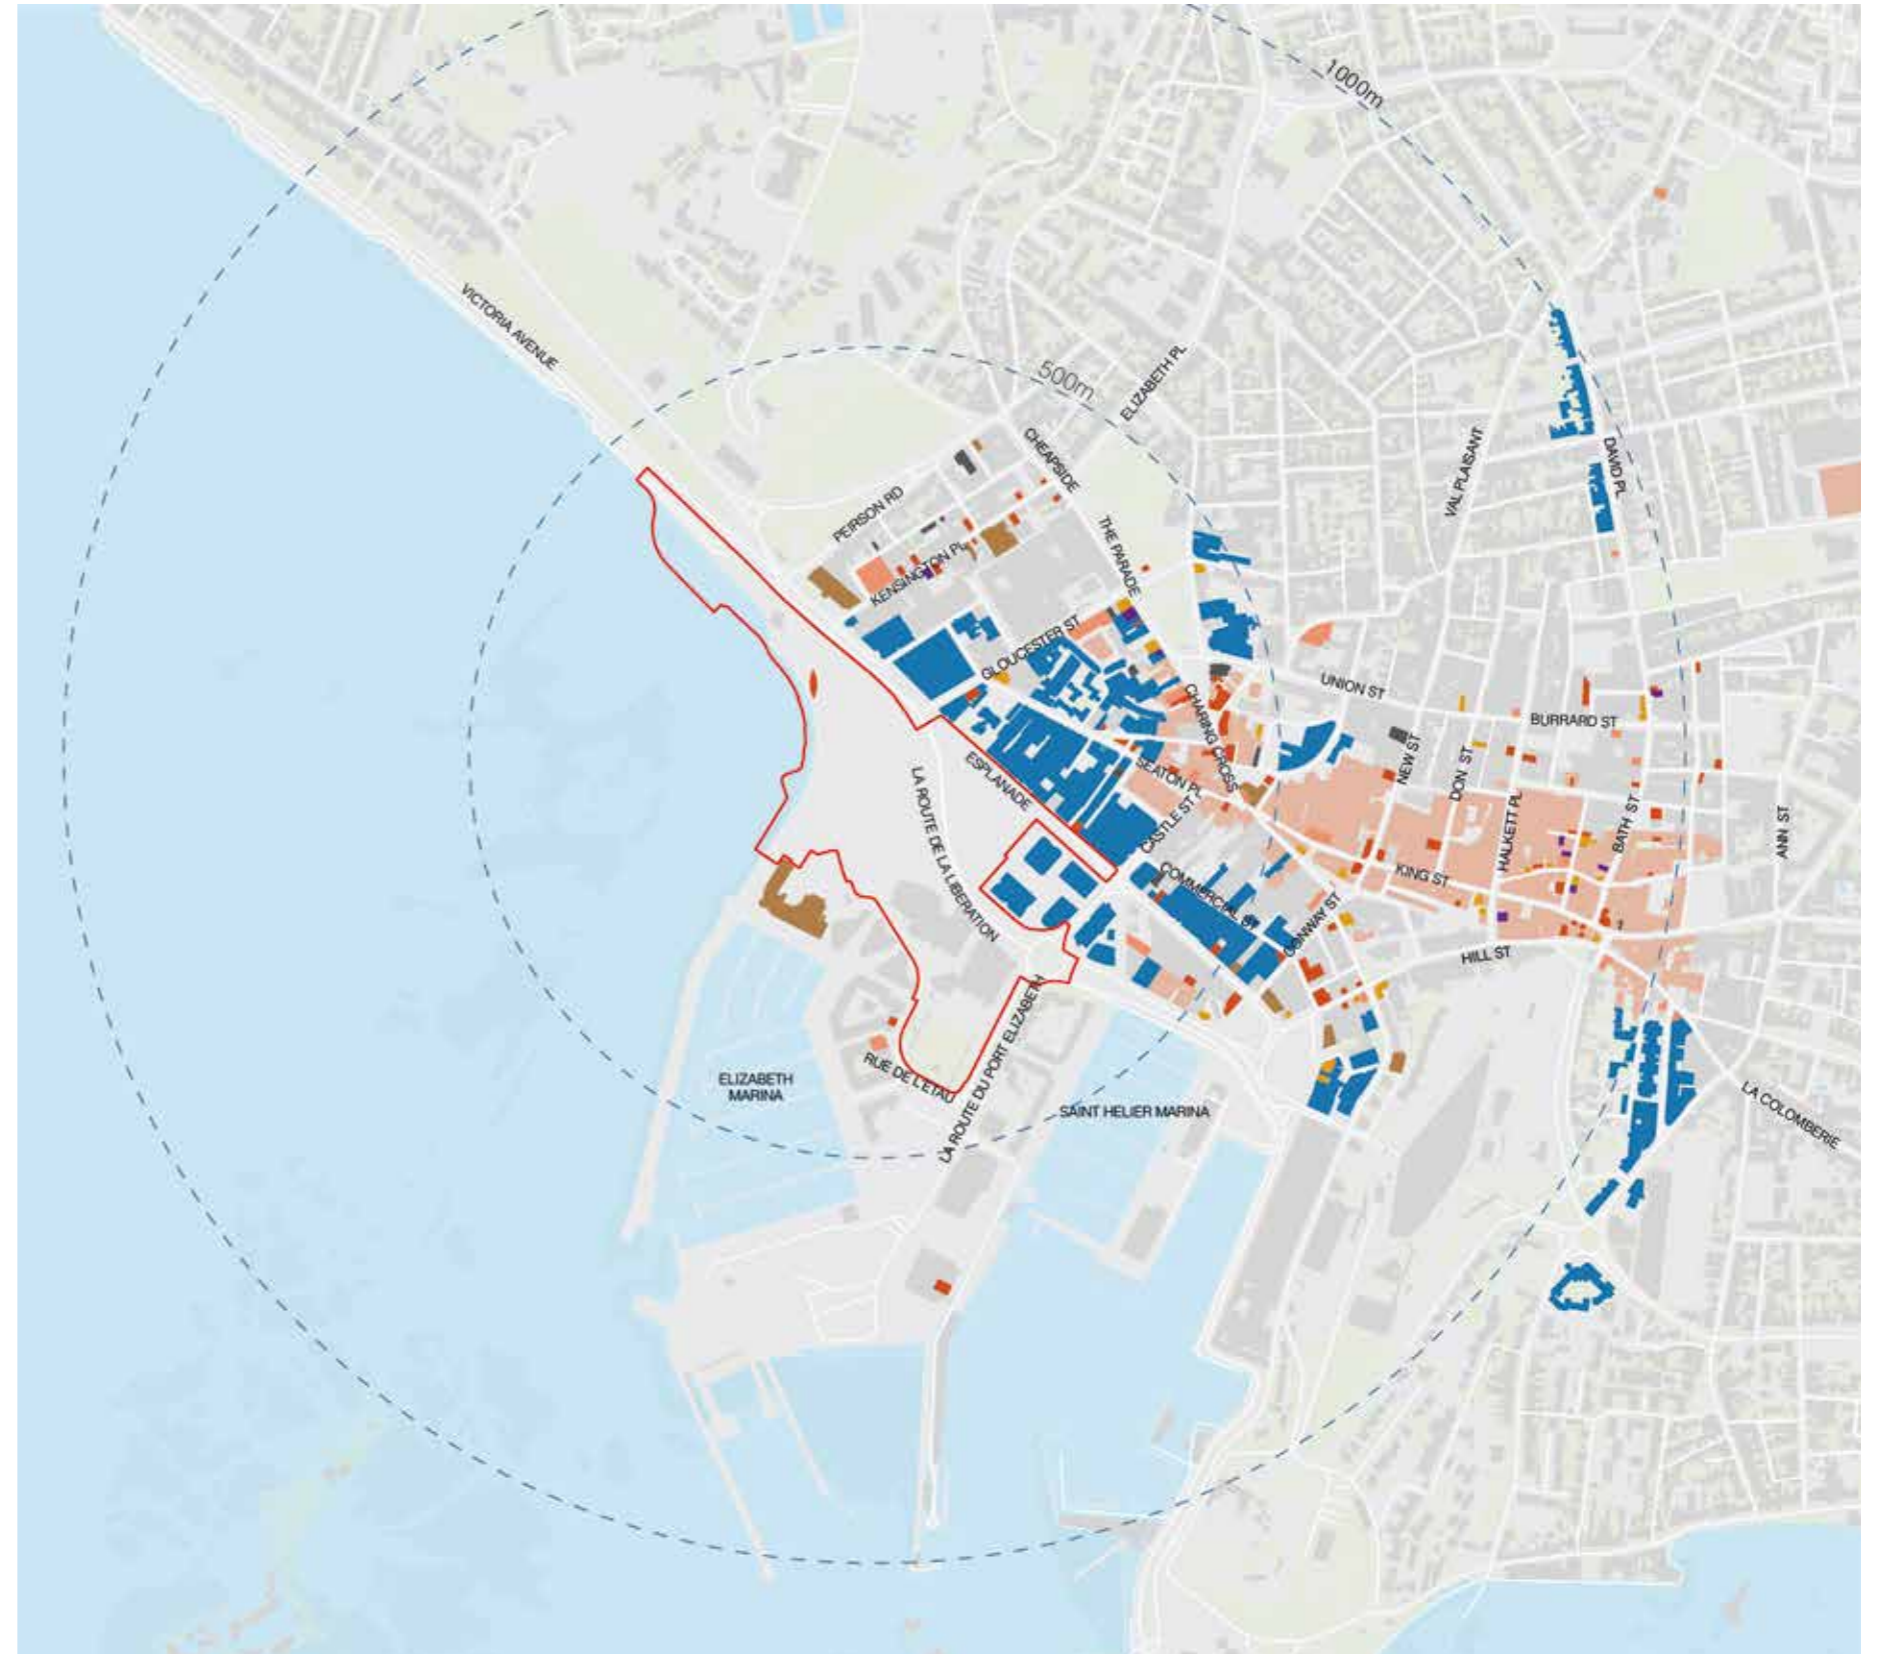 1000m
VICTORIA AVENUE
500m
ELIZABETH PL
CHEAPSIDE
VAL PLAISANT
DAVID PL
PEIRSON RD
THE PARADE
KENSINGTON PL
GLOUCESTER ST
UNION ST
CHARING CROSS
BURRARD ST
NEW ST
DON ST
SEATON PL
ESPLANADE
LA ROUTE DE LA LIBERATION
CASTLE ST
HALKETT PL
BATH ST
ANN ST
KING ST
COMMERCIAL ST
CONWAY ST
HILL ST
LA ROUTE DU PORT ELIZABETH
RUE DE L'ETAU
ELIZABETH
MARINA
SAINT HELIER MARINA
LA COLOMBERIE